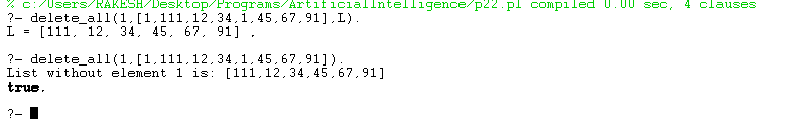 % c:/Users/RAKESH/Desktop/Programs/ArtificialIntelligence/p22.pl compiled 0.00 sec, 4 clauses
?- delete_all(1,[1,111,12,34,1,45,67,91],L).
L = [111, 12, 34, 45, 67, 91] .
?- delete_all(1,[1,111,12,34,1,45,67,91]).
List without element 1 is: [111,12,34,45,67,91]
true.
?-